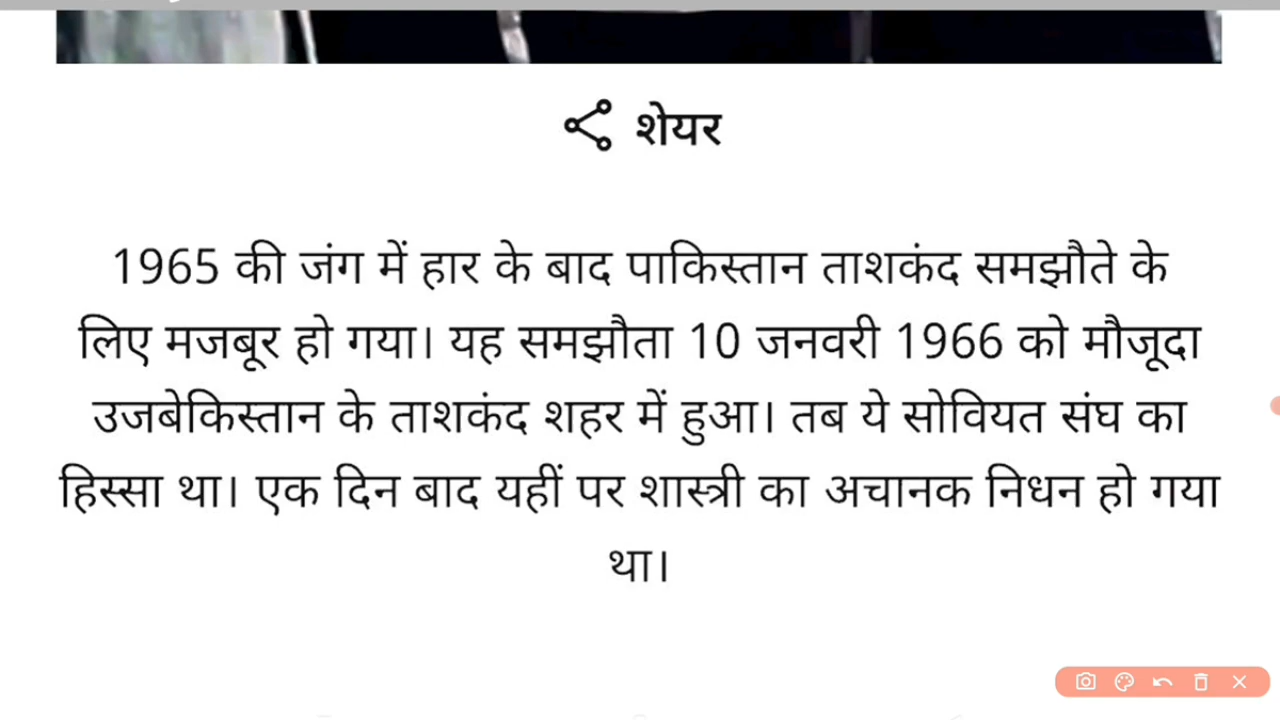 शेयर
1965 की जंग में हार के बाद पाकिस्तान ताशकंद समझौते के
लिए मजबूर हो गया। यह समझौता 10 जनवरी 1966 को मौजूदा
उजबेकिस्तान के ताशकंद शहर में हुआ। तब ये सोवियत संघ का
हिस्सा था। एक दिन बाद यहीं पर शास्त्री का अचानक निधन हो गया
था।